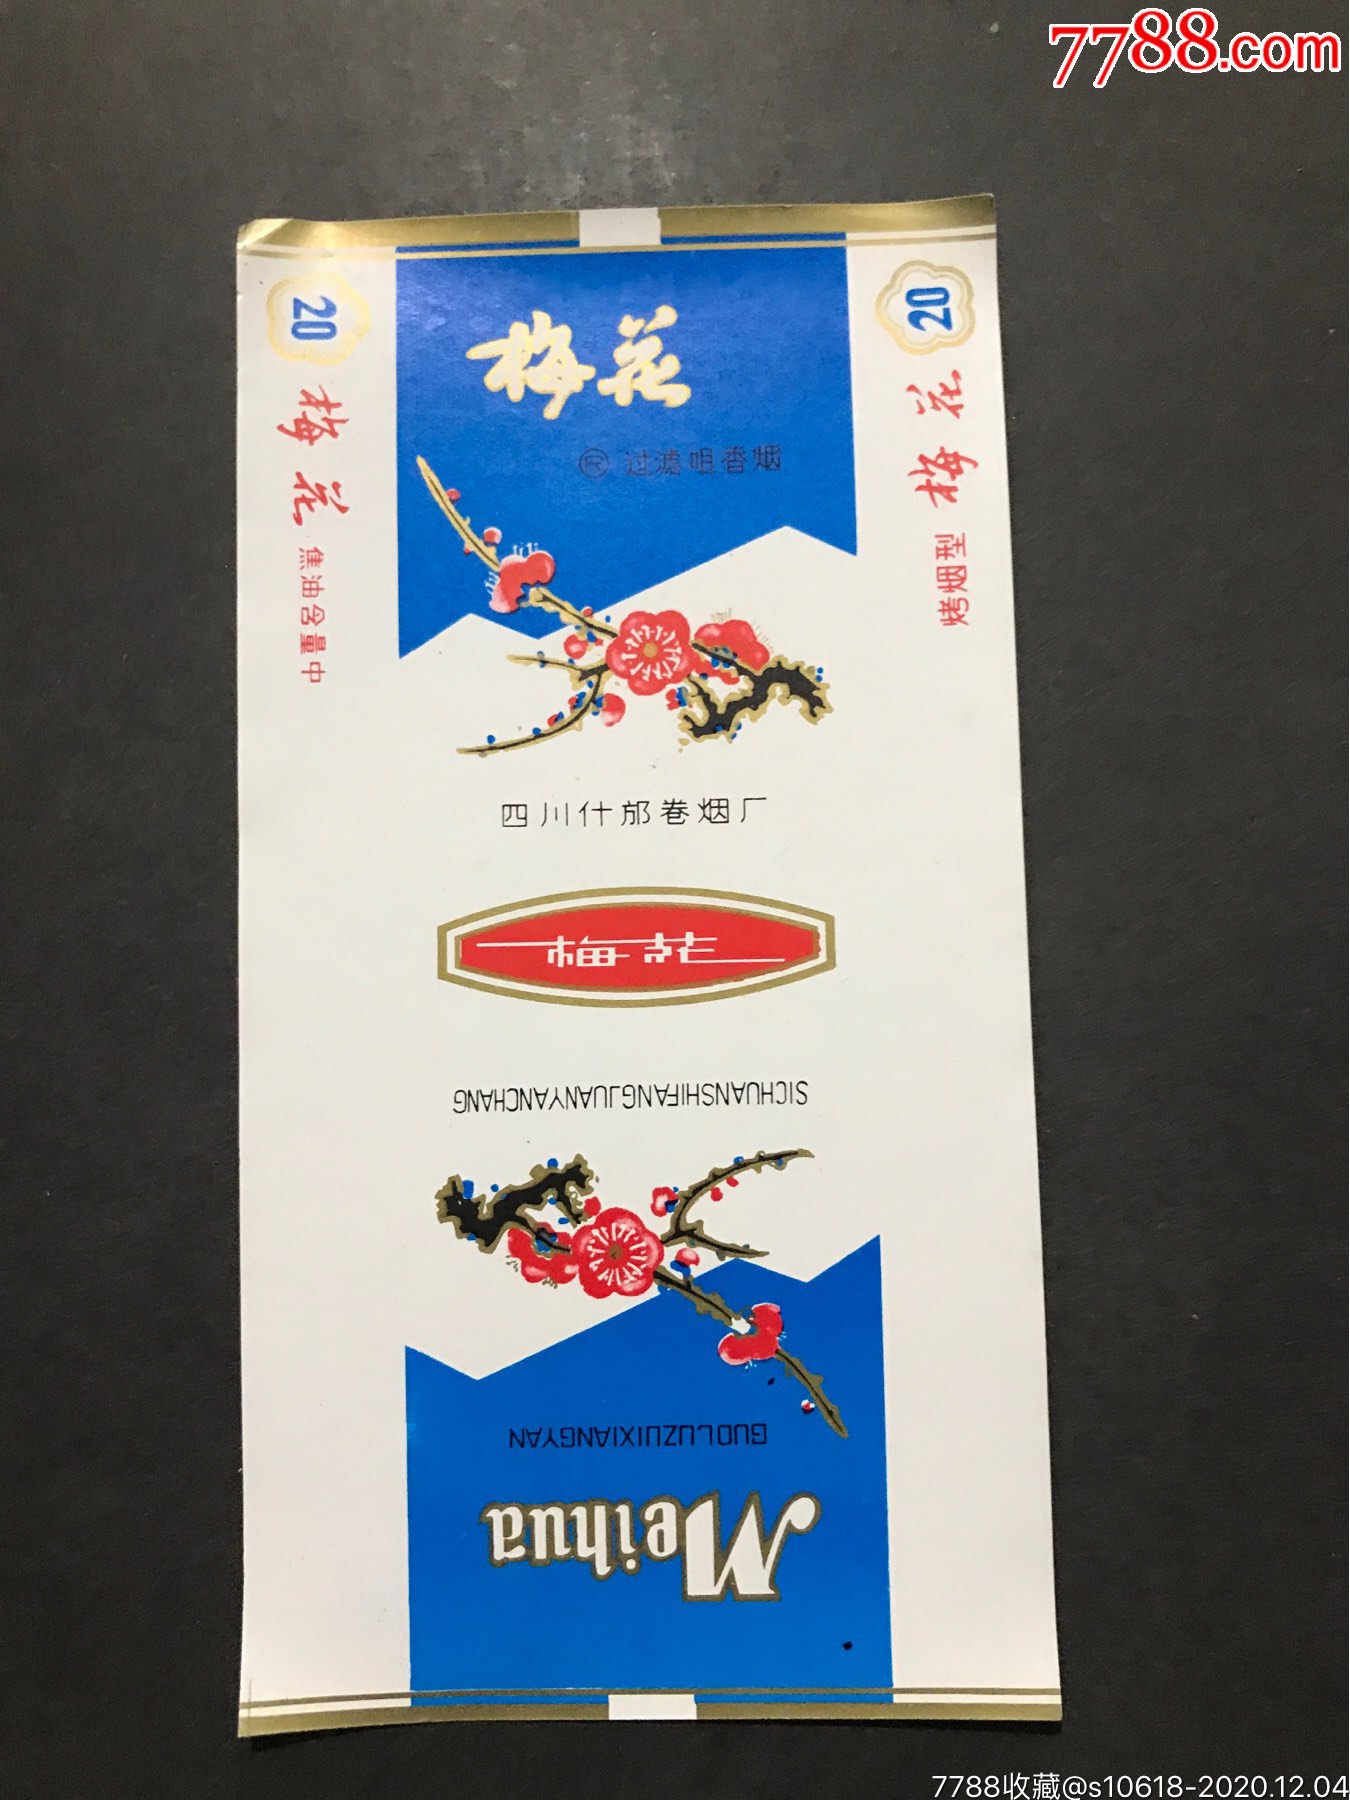 7788.com
梅花
Ⓡ 过滤咀香烟
20
梅花 焦油含量中
20
烤烟型 梅花
四川什邡卷烟厂
梅花
SICHUANSHIFANGJUANYANCHANG
GUOLUZUIXIANGYAN
Meihua
7788收藏@s10618-2020.12.04